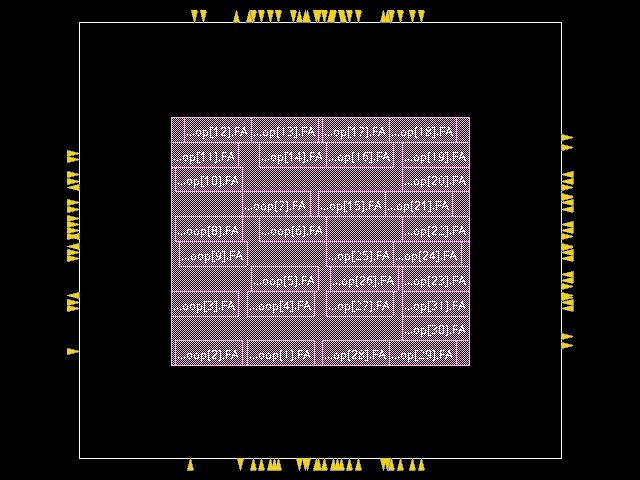 ...op[12].FA ...op[13].FA ...op[17].FA ...op[18].FA
...op[11].FA ...op[14].FA ...op[16].FA ...op[19].FA
...op[10].FA ...op[20].FA
...oop[7].FA ...op[15].FA ...op[21].FA
...oop[8].FA ...oop[6].FA ...op[22].FA
...oop[9].FA ...op[25].FA ...op[24].FA
...oop[5].FA ...op[26].FA ...op[23].FA
...oop[3].FA ...oop[4].FA ...op[27].FA ...op[31].FA
...op[30].FA
...oop[2].FA ...oop[1].FA ...op[28].FA ...op[29].FA